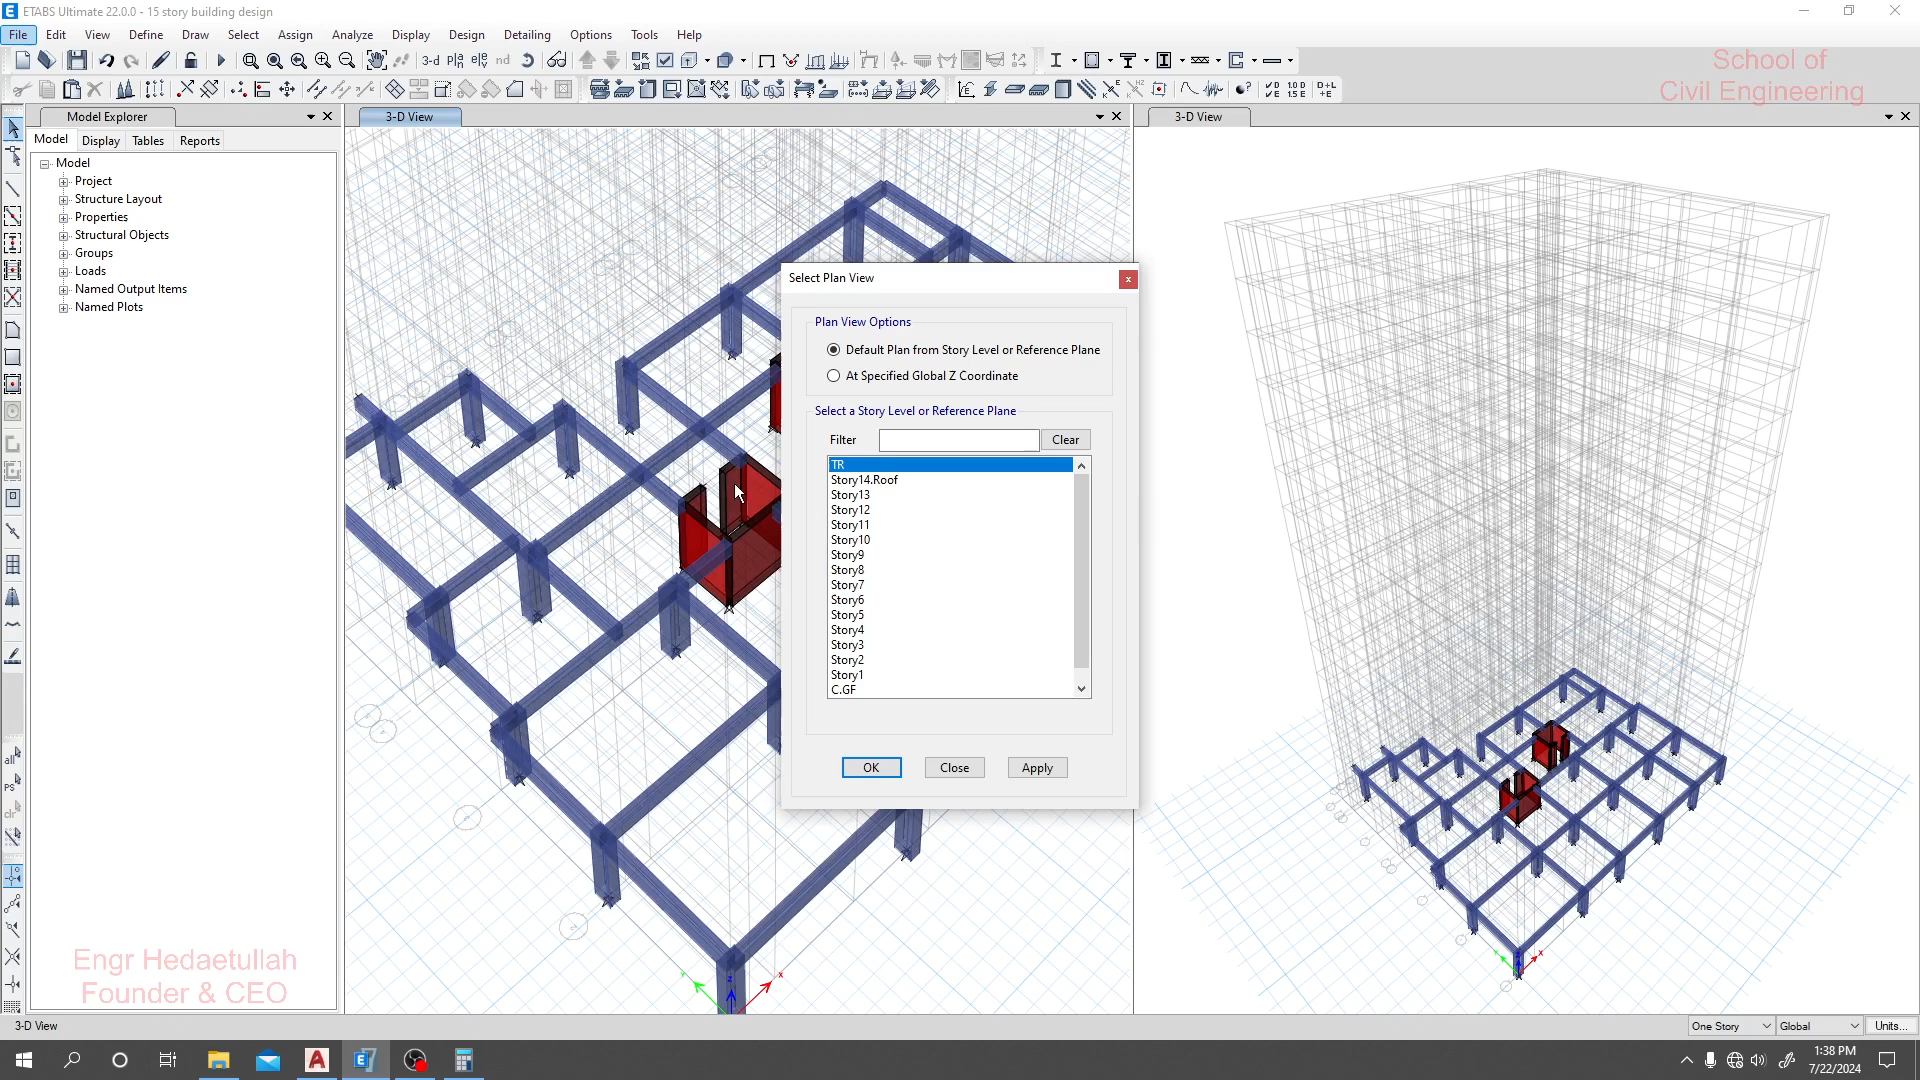 ETABS Ultimate 22.0.0 - 15 story building design
File Edit View Define Draw Select Assign Analyze Display Design Detailing Options Tools Help
School of
Civil Engineering
Model Explorer
3-D View
3-D View
Model Display Tables Reports
Model
Project
Structure Layout
Properties
Structural Objects
Groups
Loads
Named Output Items
Named Plots
Select Plan View
Plan View Options
Default Plan from Story Level or Reference Plane
At Specified Global Z Coordinate
Select a Story Level or Reference Plane
Filter
Clear
TR
Story14.Roof
Story13
Story12
Story11
Story10
Story9
Story8
Story7
Story6
Story5
Story4
Story3
Story2
Story1
C.GF
OK Close Apply
Engr Hedaetullah
Founder & CEO
3-D View
One Story
Global
Units...
1:38 PM
7/22/2024